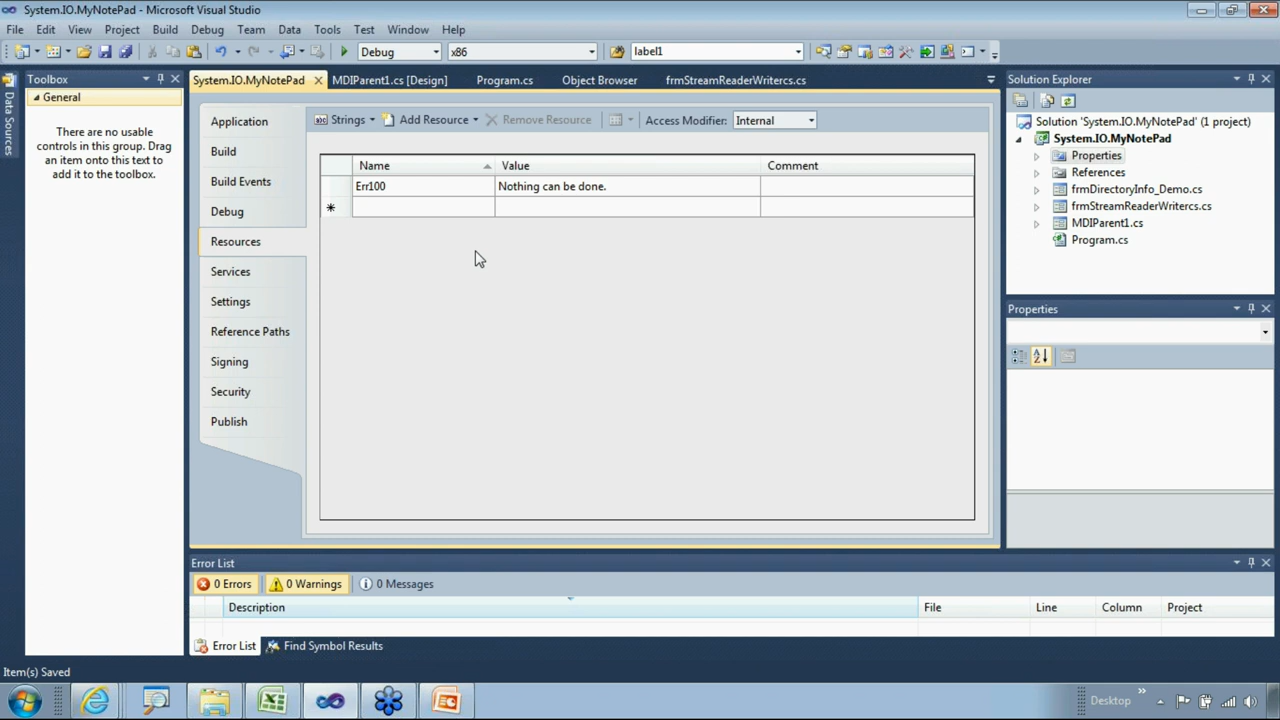 System.IO.MyNotePad - Microsoft Visual Studio
File Edit View Project Build Debug Team Data Tools Test Window Help
Debug x86 label1
Data Sources
Toolbox
General
There are no usable
controls in this group. Drag
an item onto this text to
add it to the toolbox.
System.IO.MyNotePad MDIParent1.cs [Design] Program.cs Object Browser frmStreamReaderWritercs.cs
Application
Build
Build Events
Debug
Resources
Services
Settings
Reference Paths
Signing
Security
Publish
abc Strings Add Resource Remove Resource Access Modifier: Internal
Name Value Comment
Err100 Nothing can be done.
Solution Explorer
Solution 'System.IO.MyNotePad' (1 project)
System.IO.MyNotePad
Properties
References
frmDirectoryInfo_Demo.cs
frmStreamReaderWritercs.cs
MDIParent1.cs
Program.cs
Properties
Error List
0 Errors 0 Warnings 0 Messages
Description File Line Column Project
Error List Find Symbol Results
Item(s) Saved
Desktop